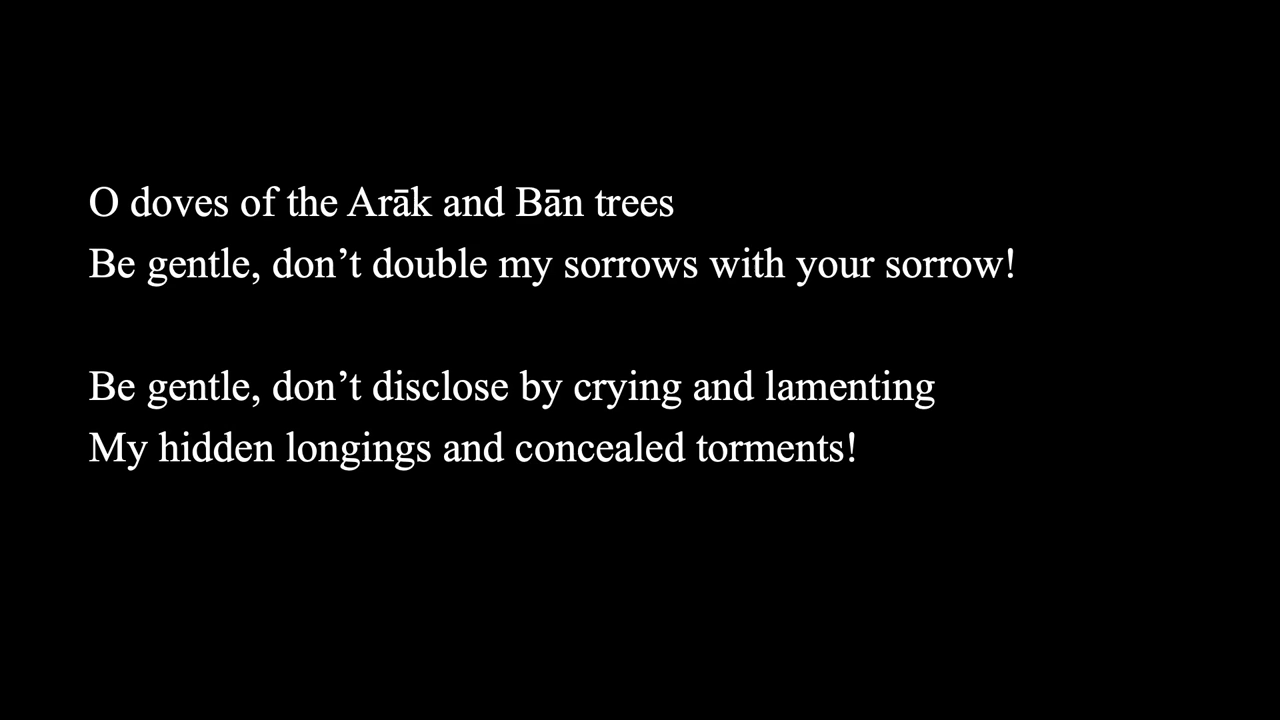 O doves of the Arāk and Bān trees
Be gentle, don’t double my sorrows with your sorrow!
Be gentle, don’t disclose by crying and lamenting
My hidden longings and concealed torments!